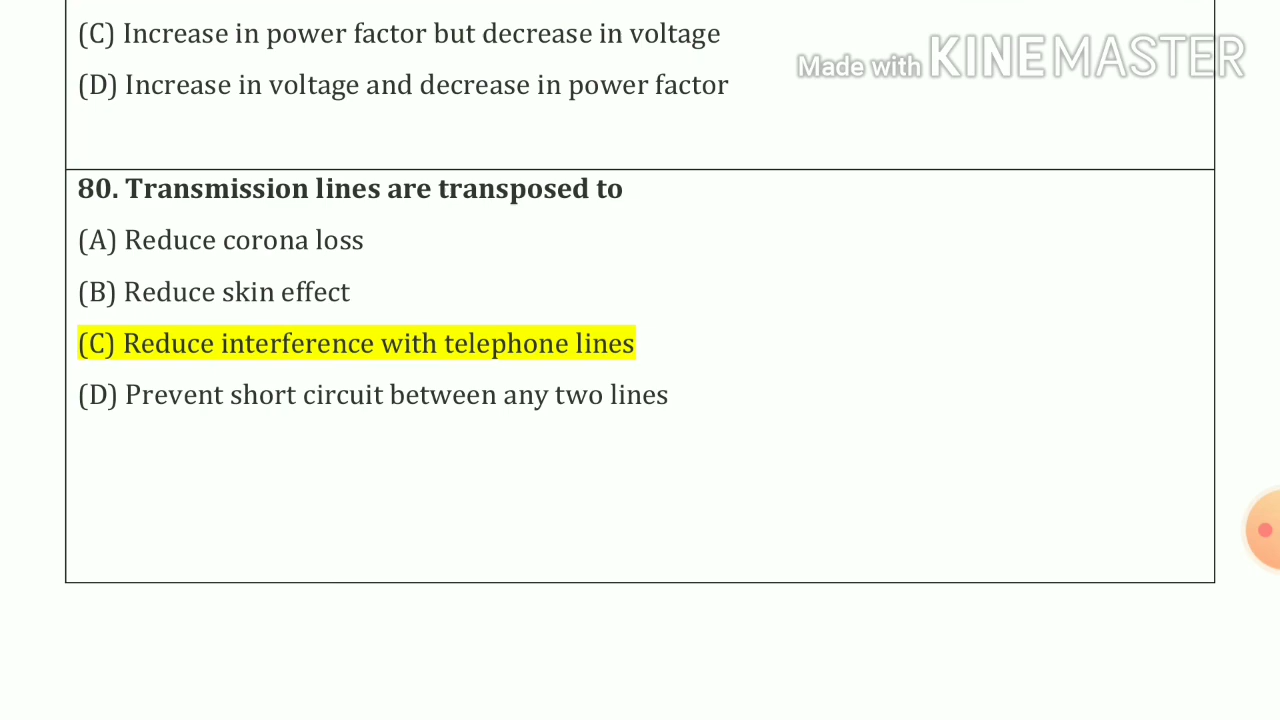 (C) Increase in power factor but decrease in voltage
Made with KINEMASTER
(D) Increase in voltage and decrease in power factor
80. Transmission lines are transposed to
(A) Reduce corona loss
(B) Reduce skin effect
(C) Reduce interference with telephone lines
(D) Prevent short circuit between any two lines